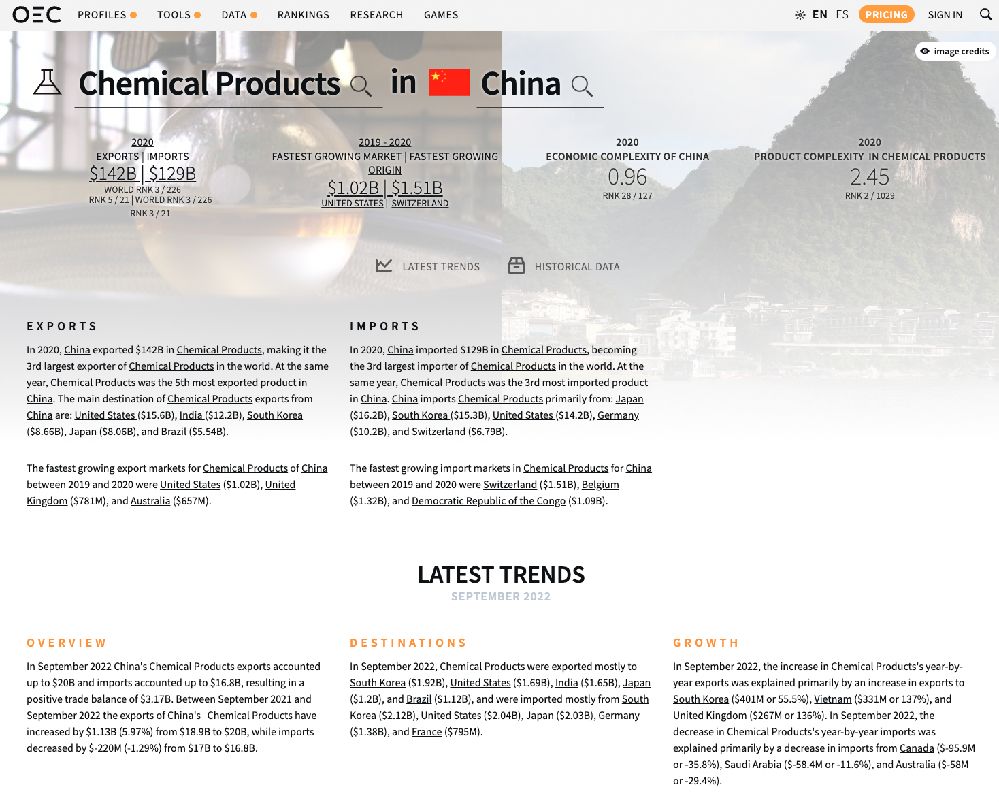 OEC PROFILES TOOLS DATA RANKINGS RESEARCH GAMES EN | ES PRICING SIGN IN
image credits
Chemical Products in China
2020
EXPORTS | IMPORTS
$142B | $129B
WORLD RNK 3 / 226
RNK 5 / 21 | WORLD RNK 3 / 226
RNK 3 / 21
2019 - 2020
FASTEST GROWING MARKET | FASTEST GROWING
ORIGIN
$1.02B | $1.51B
UNITED STATES | SWITZERLAND
2020
ECONOMIC COMPLEXITY OF CHINA
0.96
RNK 28 / 127
2020
PRODUCT COMPLEXITY IN CHEMICAL PRODUCTS
2.45
RNK 2 / 1029
LATEST TRENDS
HISTORICAL DATA
EXPORTS
In 2020, China exported $142B in Chemical Products, making it the
3rd largest exporter of Chemical Products in the world. At the same
year, Chemical Products was the 5th most exported product in
China. The main destination of Chemical Products exports from
China are: United States ($15.6B), India ($12.2B), South Korea
($8.66B), Japan ($8.06B), and Brazil ($5.54B).
The fastest growing export markets for Chemical Products of China
between 2019 and 2020 were United States ($1.02B), United
Kingdom ($781M), and Australia ($657M).
IMPORTS
In 2020, China imported $129B in Chemical Products, becoming
the 3rd largest importer of Chemical Products in the world. At the
same year, Chemical Products was the 3rd most imported product
in China. China imports Chemical Products primarily from: Japan
($16.2B), South Korea ($15.3B), United States ($14.2B), Germany
($10.2B), and Switzerland ($6.79B).
The fastest growing import markets in Chemical Products for China
between 2019 and 2020 were Switzerland ($1.51B), Belgium
($1.32B), and Democratic Republic of the Congo ($1.09B).
LATEST TRENDS
SEPTEMBER 2022
OVERVIEW
In September 2022 China's Chemical Products exports accounted
up to $20B and imports accounted up to $16.8B, resulting in a
positive trade balance of $3.17B. Between September 2021 and
September 2022 the exports of China's Chemical Products have
increased by $1.13B (5.97%) from $18.9B to $20B, while imports
decreased by $-220M (-1.29%) from $17B to $16.8B.
DESTINATIONS
In September 2022, Chemical Products were exported mostly to
South Korea ($1.92B), United States ($1.69B), India ($1.65B), Japan
($1.2B), and Brazil ($1.12B), and were imported mostly from South
Korea ($2.12B), United States ($2.04B), Japan ($2.03B), Germany
($1.38B), and France ($795M).
GROWTH
In September 2022, the increase in Chemical Products's year-by-
year exports was explained primarily by an increase in exports to
South Korea ($401M or 55.5%), Vietnam ($331M or 137%), and
United Kingdom ($267M or 136%). In September 2022, the
decrease in Chemical Products's year-by-year imports was
explained primarily by a decrease in imports from Canada ($-95.9M
or -35.8%), Saudi Arabia ($-58.4M or -11.6%), and Australia ($-58M
or -29.4%).